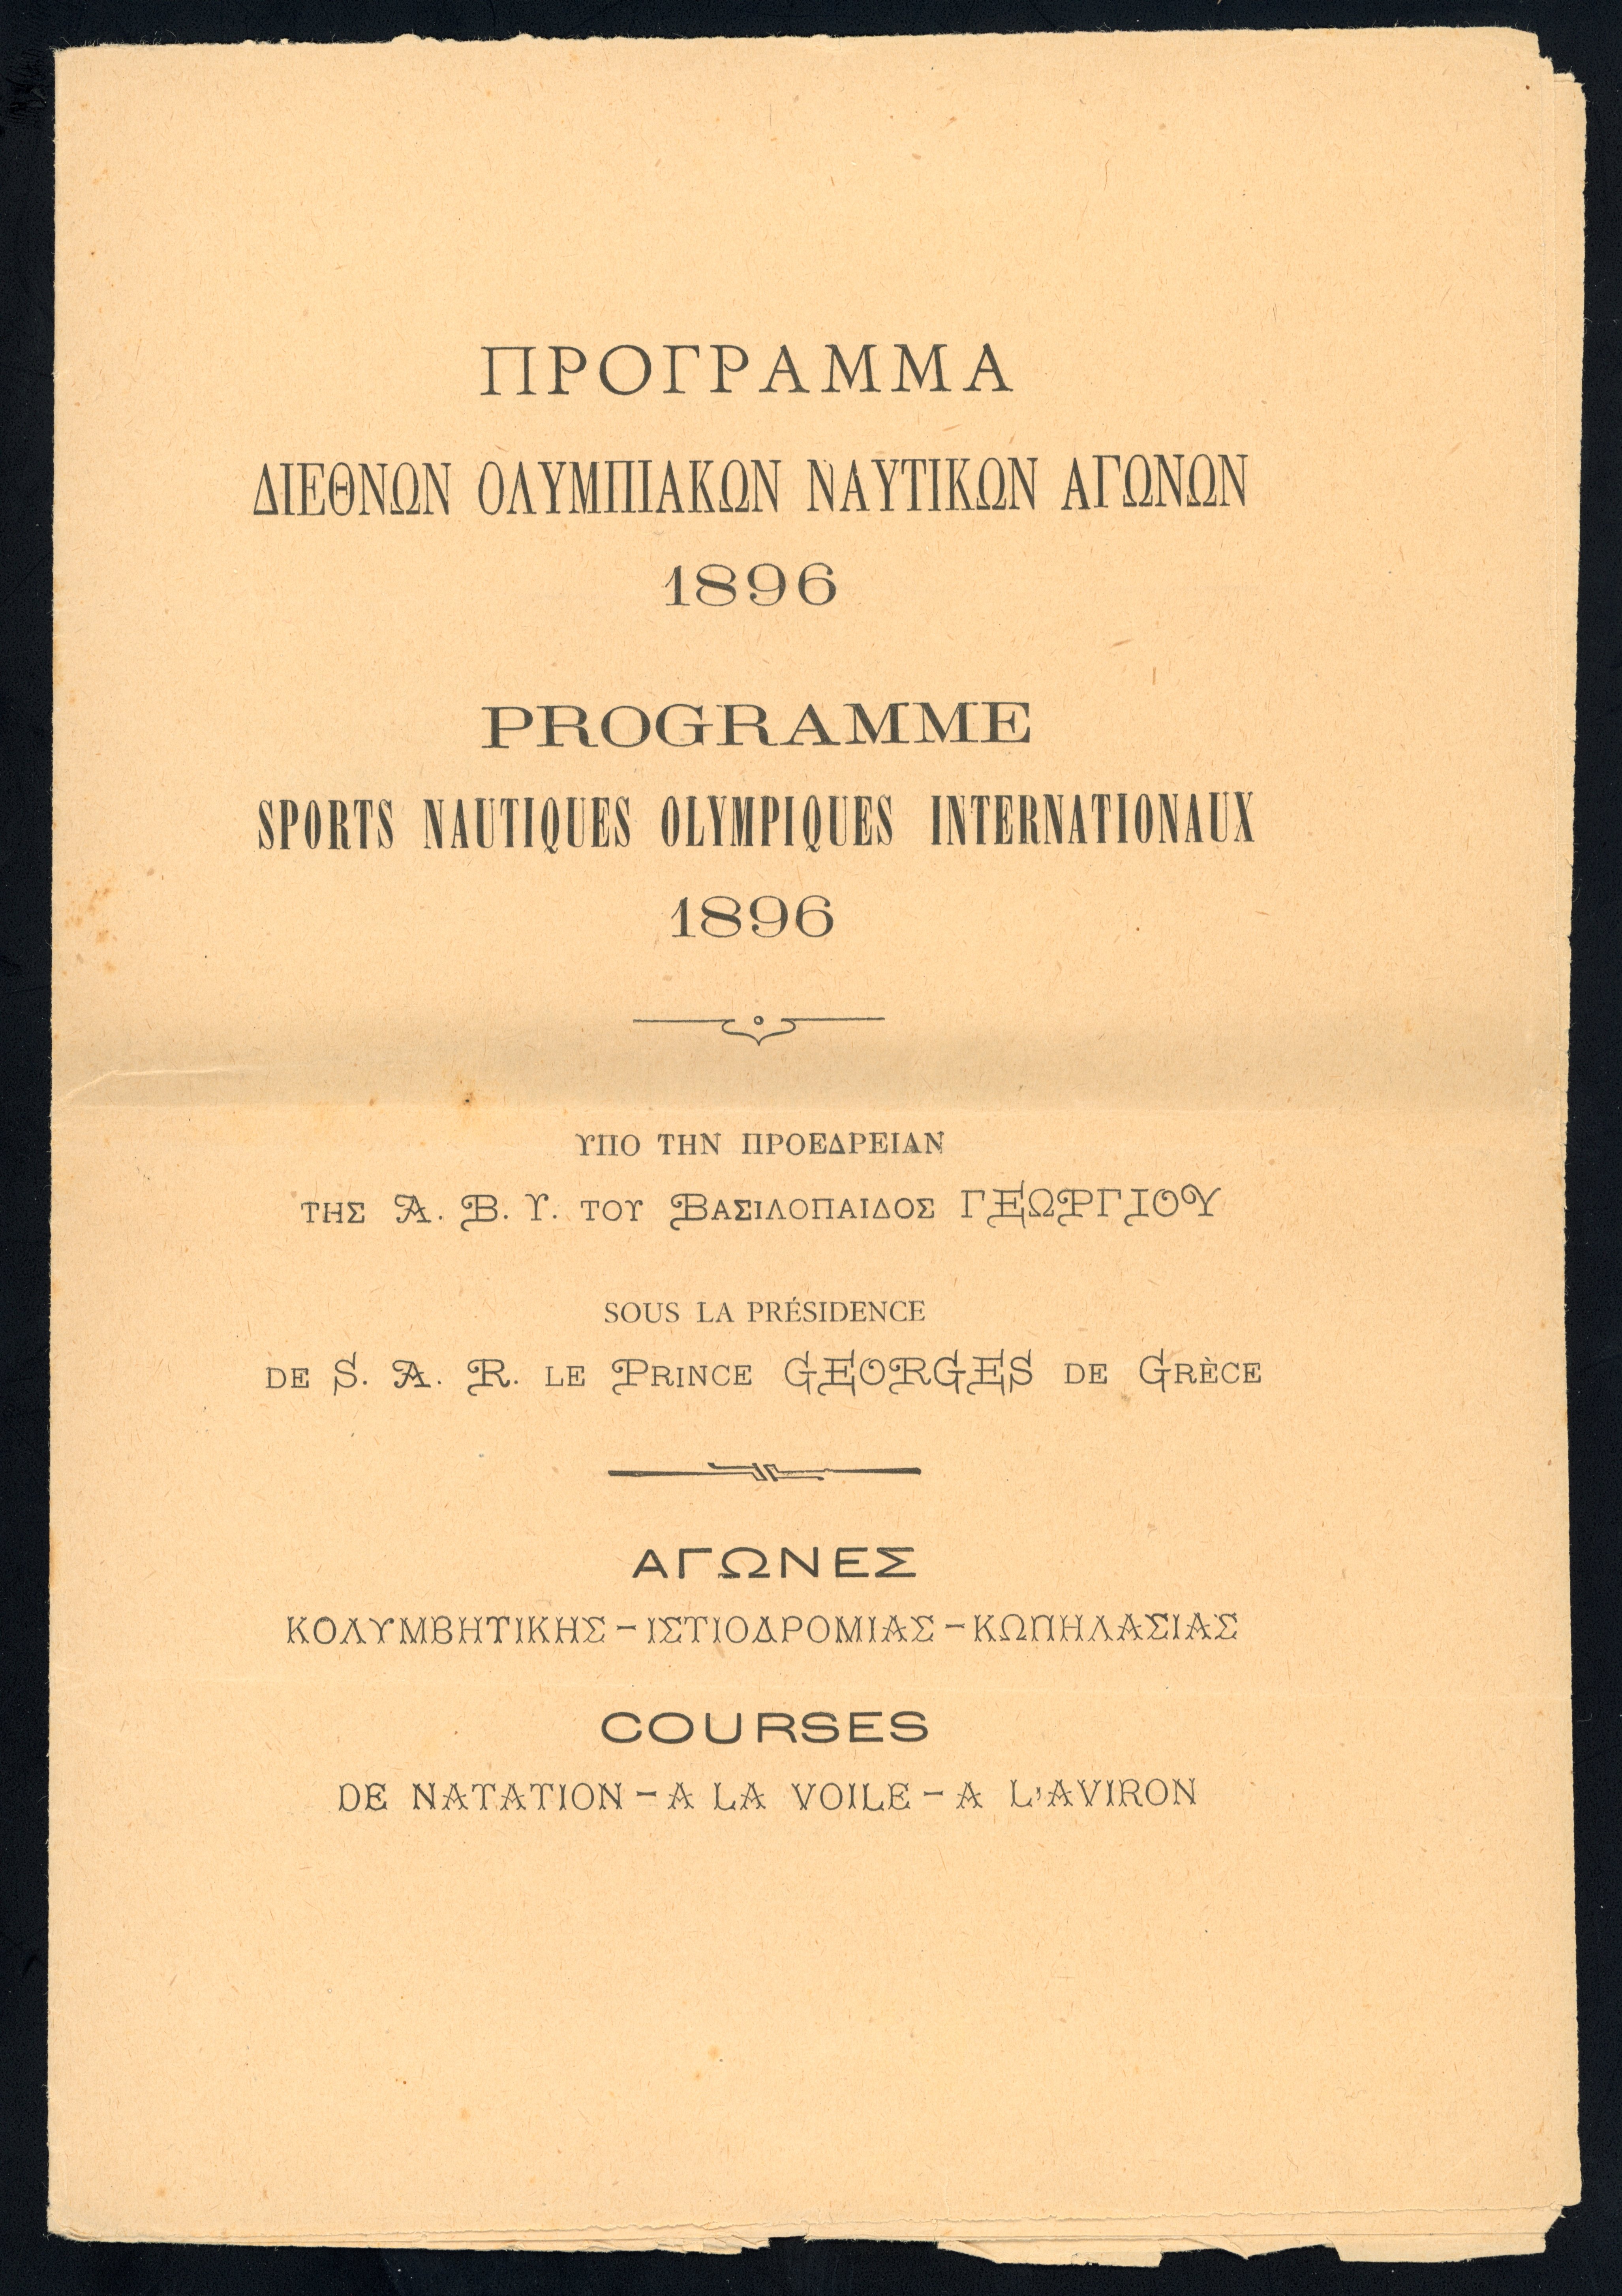 ΠΡΟΓΡΑΜΜΑ
ΔΙΕΘΝΩΝ ΟΛΥΜΠΙΑΚΩΝ ΝΑΥΤΙΚΩΝ ΑΓΩΝΩΝ
1896
PROGRAMME
SPORTS NAUTIQUES OLYMPIQUES INTERNATIONAUX
1896
ΥΠΟ ΤΗΝ ΠΡΟΕΔΡΕΙΑΝ
ΤΗΣ Α. Β. Υ. ΤΟΥ ΒΑΣΙΛΟΠΑΙΔΟΣ ΓΕΩΡΓΙΟΥ
SOUS LA PRÉSIDENCE
DE S. A. R. LE PRINCE GEORGES DE GRÈCE
ΑΓΩΝΕΣ
ΚΟΛΥΜΒΗΤΙΚΗΣ – ΙΣΤΙΟΔΡΟΜΙΑΣ – ΚΩΠΗΛΑΣΙΑΣ
COURSES
DE NATATION – A LA VOILE – A L'AVIRON